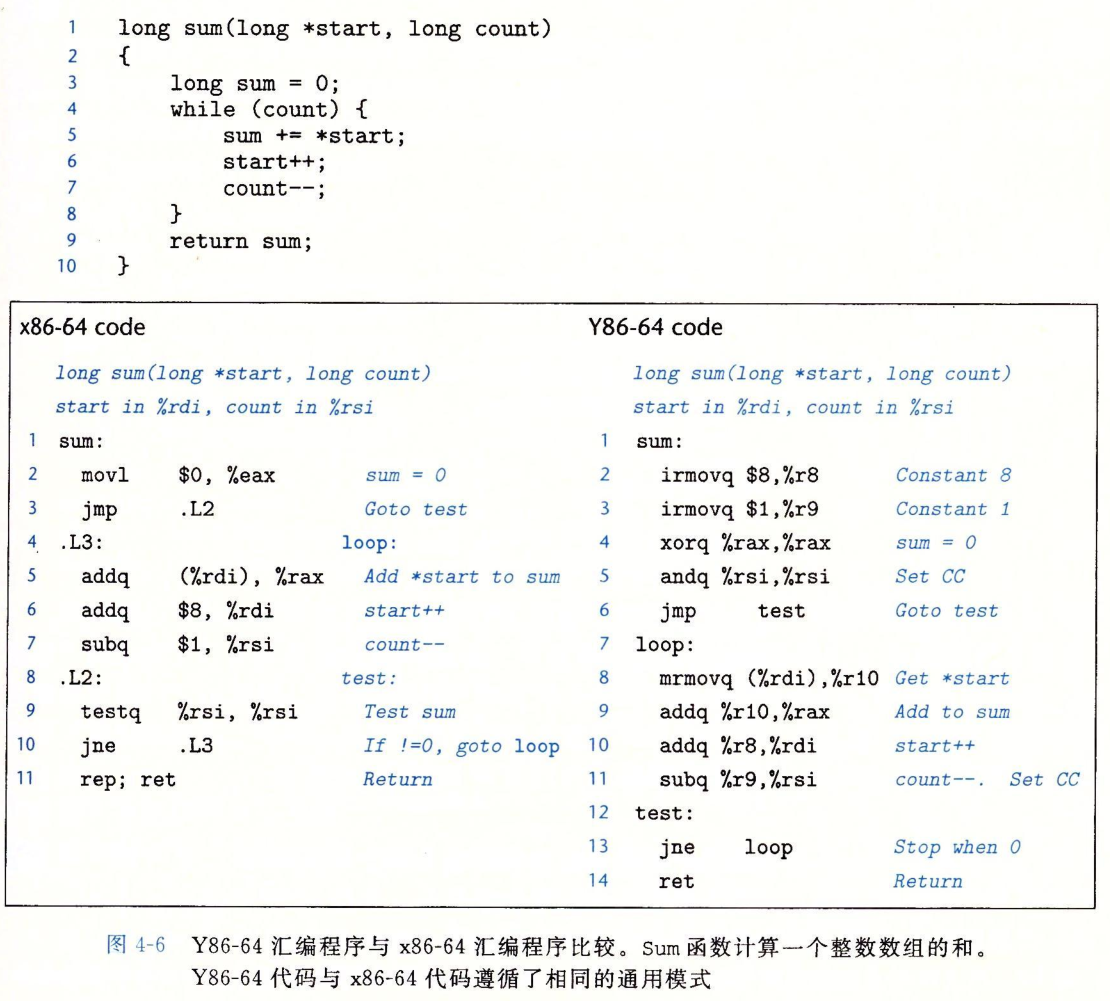 1 long sum(long *start, long count)
2 {
3     long sum = 0;
4     while (count) {
5         sum += *start;
6         start++;
7         count--;
8     }
9     return sum;
10 }
x86-64 code
long sum(long *start, long count)
start in %rdi, count in %rsi
1 sum:
2   movl    $0, %eax    sum = 0
3   jmp     .L2    Goto test
4 .L3:    loop:
5   addq    (%rdi), %rax    Add *start to sum
6   addq    $8, %rdi    start++
7   subq    $1, %rsi    count--
8 .L2:    test:
9   testq   %rsi, %rsi    Test sum
10   jne     .L3    If !=0, goto loop
11   rep; ret    Return
Y86-64 code
long sum(long *start, long count)
start in %rdi, count in %rsi
1 sum:
2   irmovq $8,%r8    Constant 8
3   irmovq $1,%r9    Constant 1
4   xorq %rax,%rax    sum = 0
5   andq %rsi,%rsi    Set CC
6   jmp    test    Goto test
7 loop:
8   mrmovq (%rdi),%r10    Get *start
9   addq %r10,%rax    Add to sum
10   addq %r8,%rdi    start++
11   subq %r9,%rsi    count--.  Set CC
12 test:
13   jne    loop    Stop when 0
14   ret    Return
图 4-6 Y86-64 汇编程序与 x86-64 汇编程序比较。Sum 函数计算一个整数数组的和。
Y86-64 代码与 x86-64 代码遵循了相同的通用模式